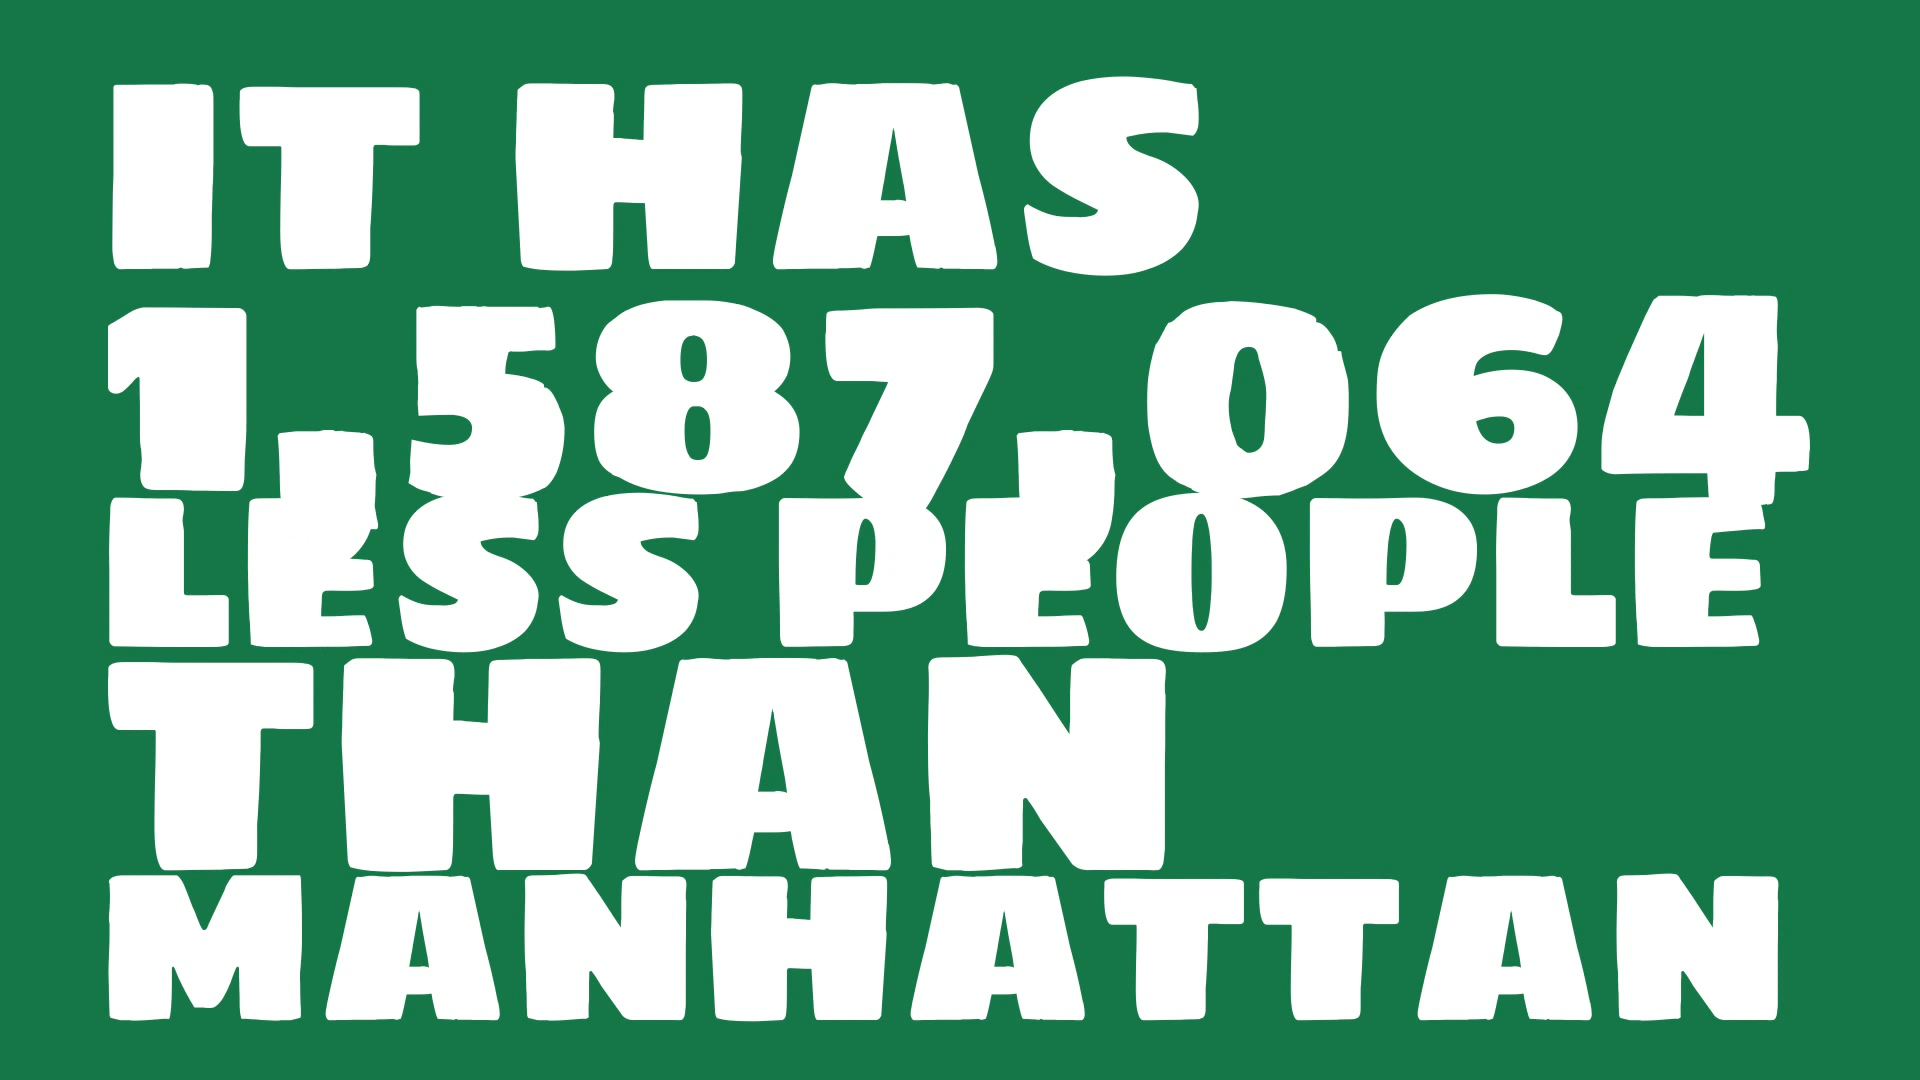 IT HAS
1,587,064
LESS PEOPLE
THAN
MANHATTAN